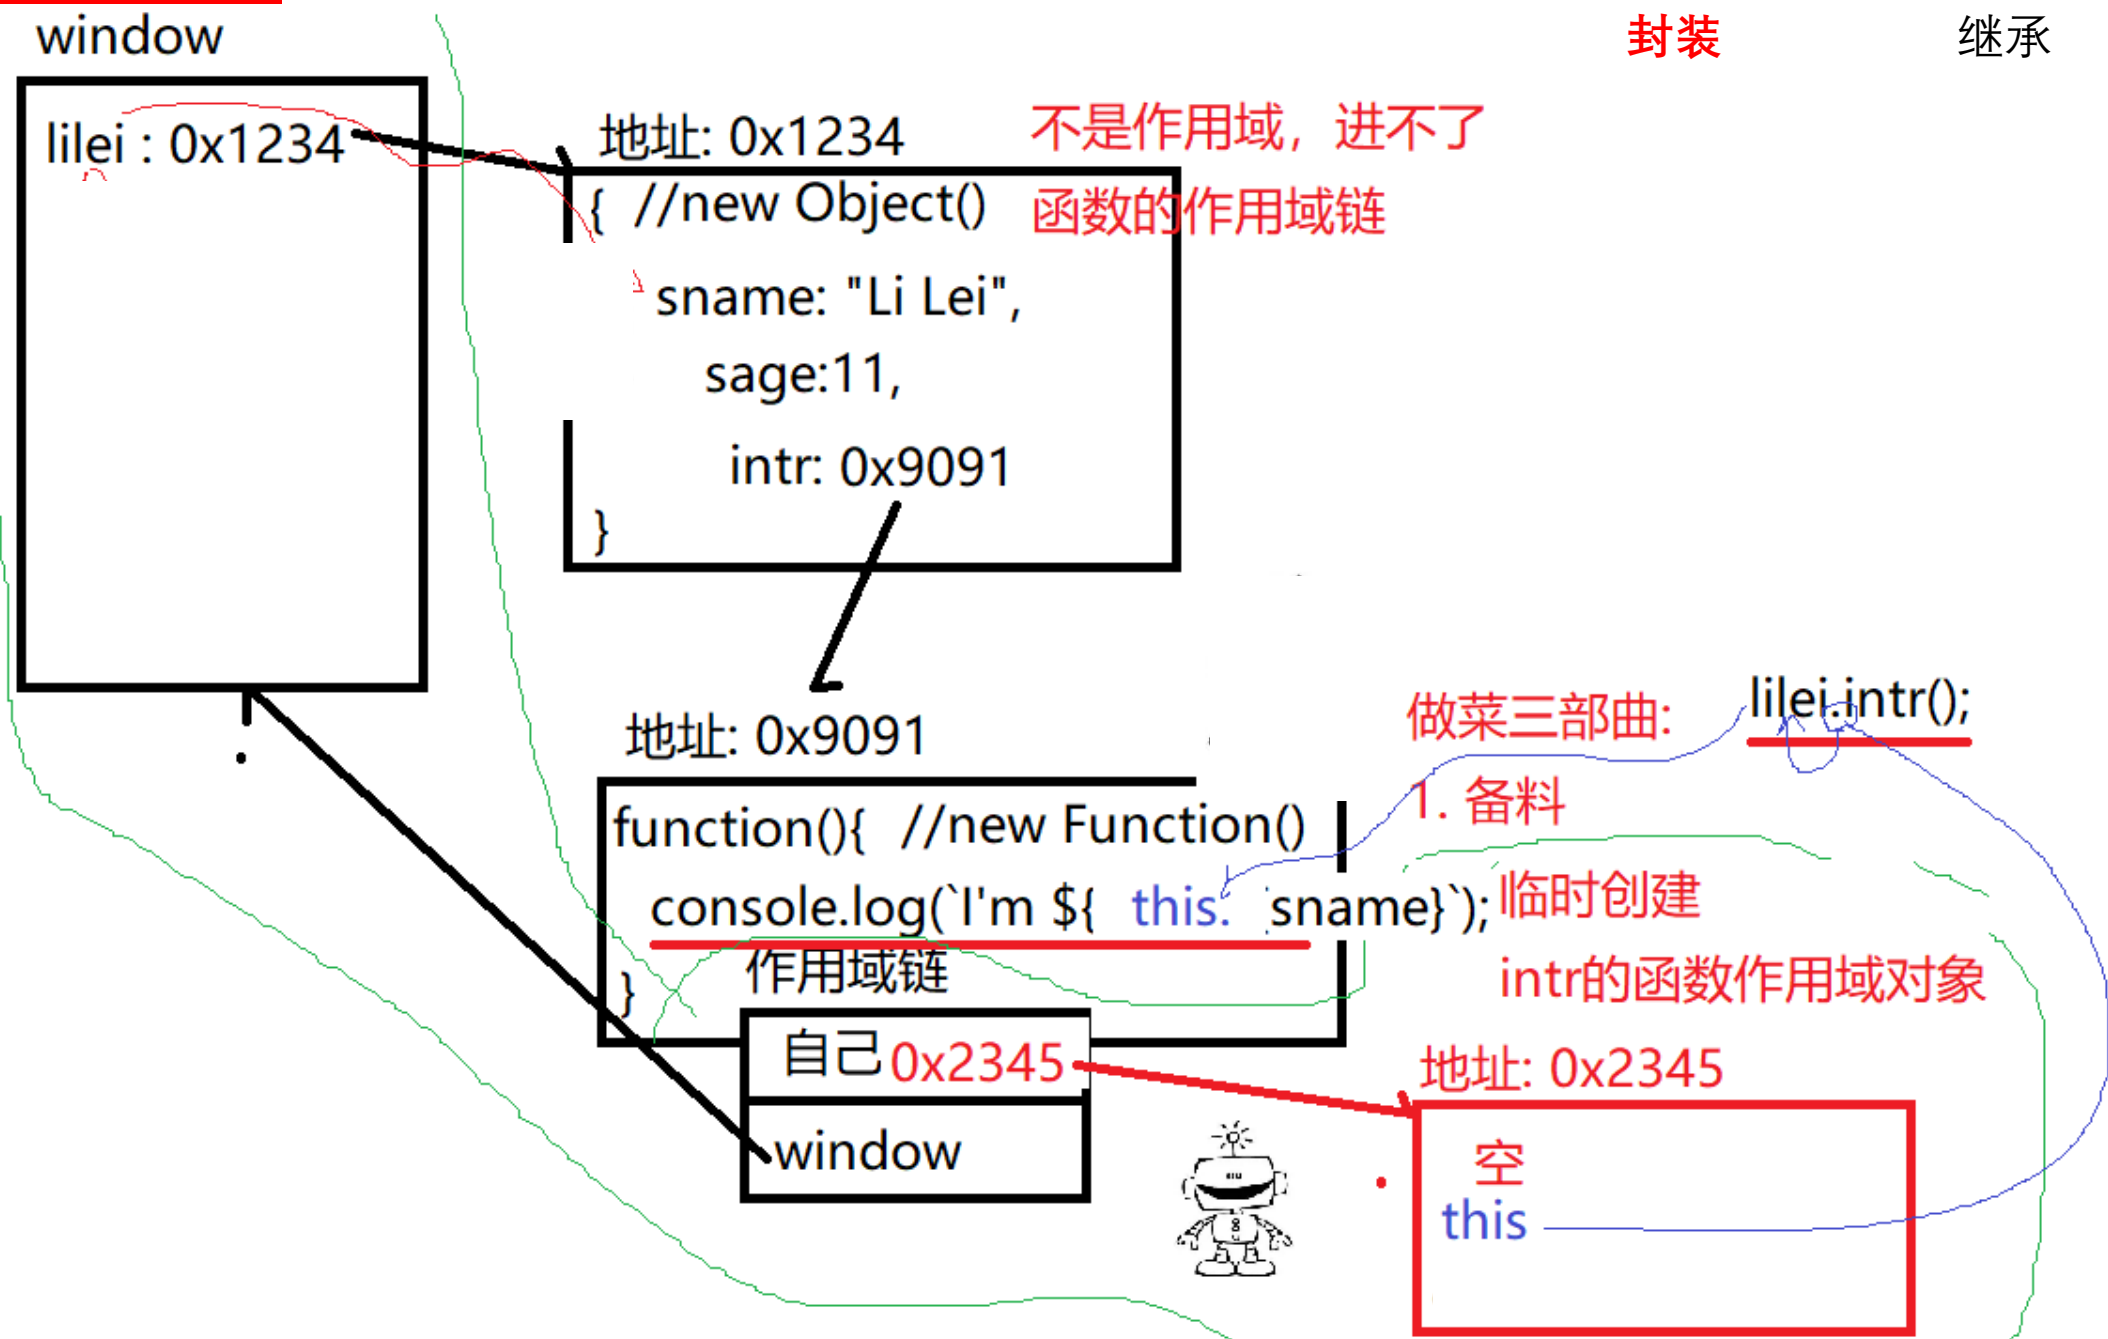 window
封装 继承
lilei : 0x1234
地址: 0x1234
不是作用域，进不了
函数的作用域链
{ //new Object()
sname: "Li Lei",
sage:11,
intr: 0x9091
}
地址: 0x9091
function(){ //new Function()
console.log(`I'm ${ this. sname}`);
}
作用域链
自己 0x2345
window
lilei.intr();
做菜三部曲:
1. 备料
临时创建
intr的函数作用域对象
地址: 0x2345
空
this